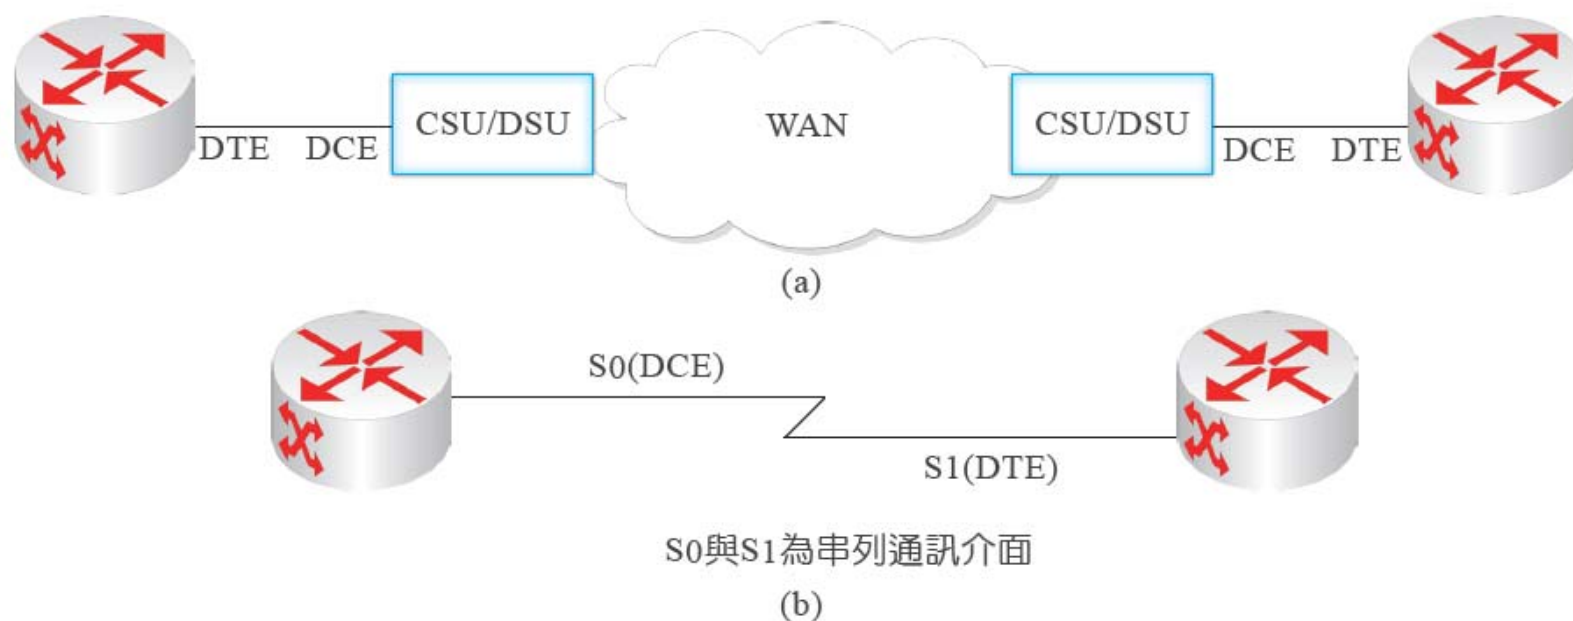 CSU/DSU WAN CSU/DSU
DTE DCE DCE DTE
(a)
S0(DCE)
S1(DTE)
S0與S1為串列通訊介面
(b)